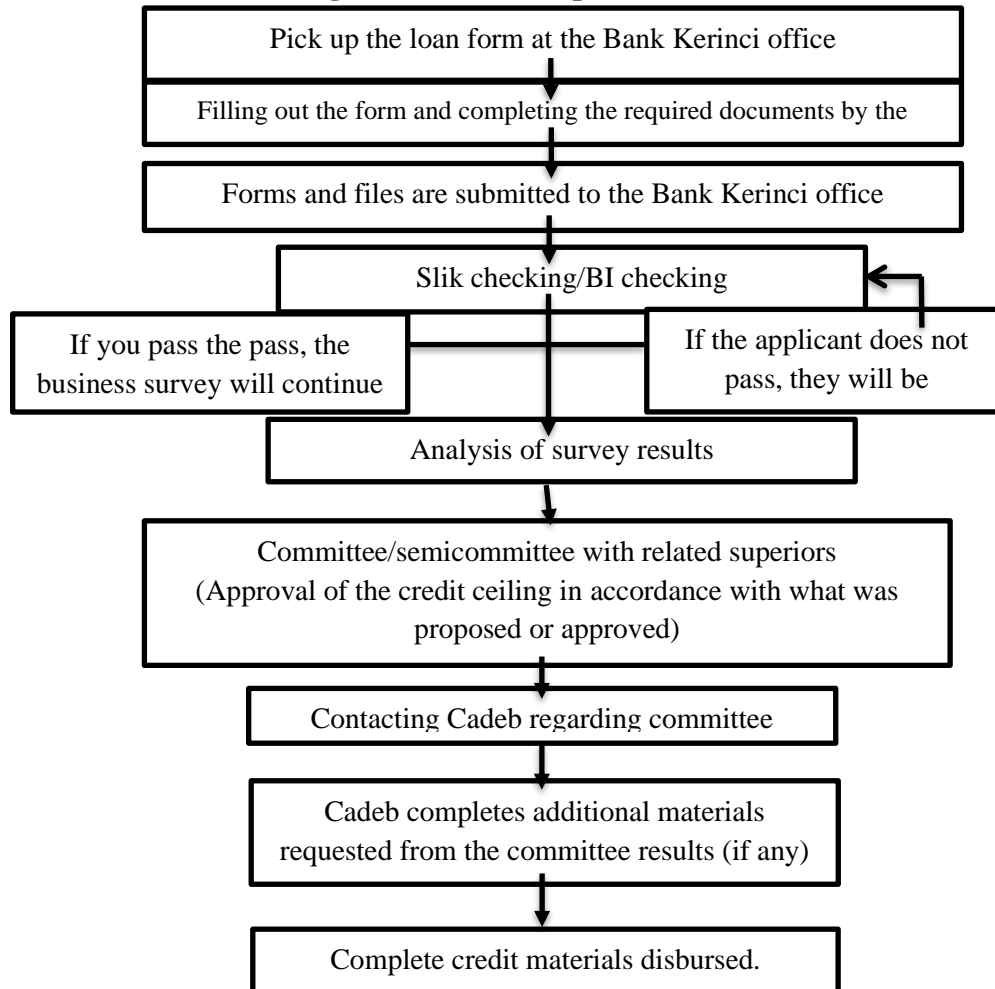 Pick up the loan form at the Bank Kerinci office
Filling out the form and completing the required documents by the
Forms and files are submitted to the Bank Kerinci office
Slik checking/BI checking
If you pass the pass, the
business survey will continue
If the applicant does not
pass, they will be
Analysis of survey results
Committee/semicommittee with related superiors
(Approval of the credit ceiling in accordance with what was
proposed or approved)
Contacting Cadeb regarding committee
Cadeb completes additional materials
requested from the committee results (if any)
Complete credit materials disbursed.